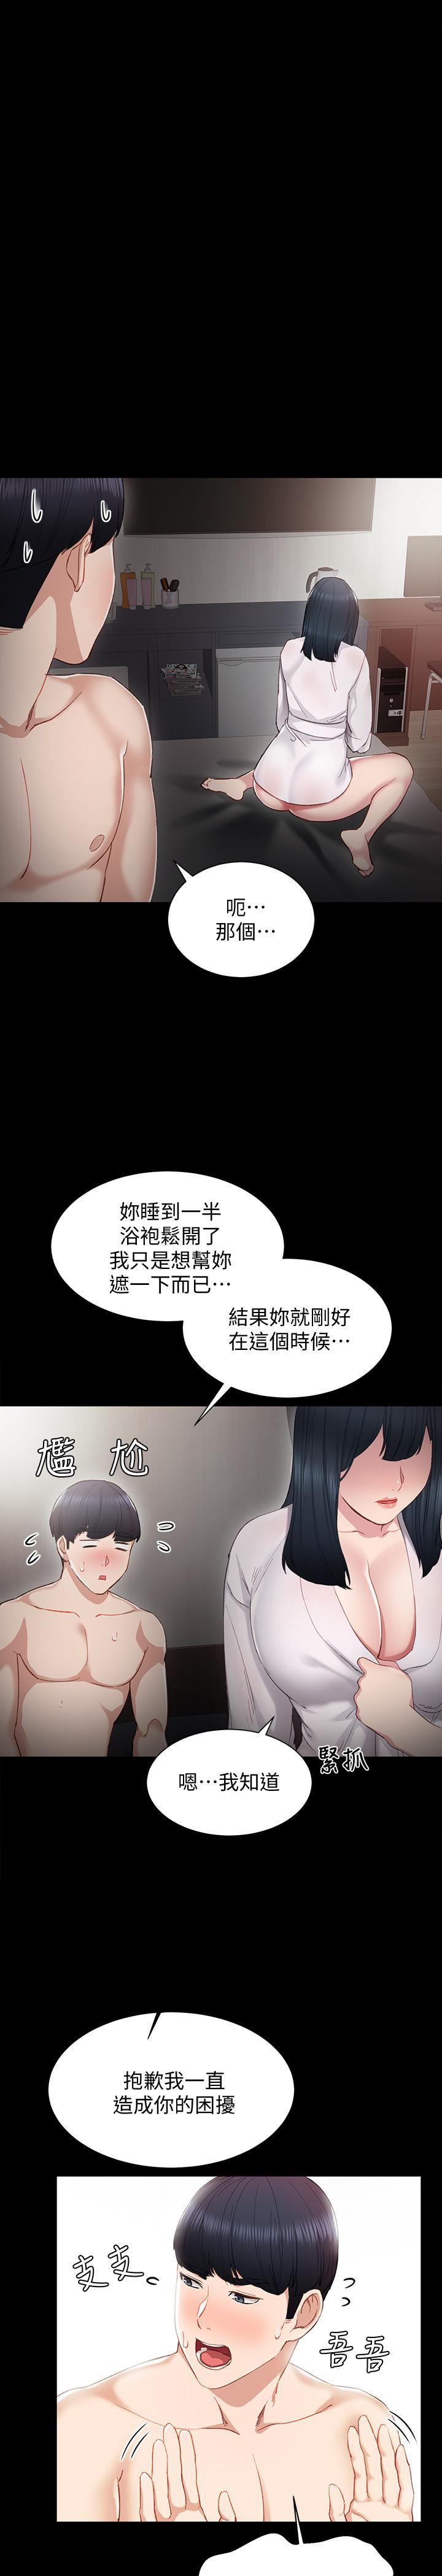 呃…
那個…
妳睡到一半
浴袍鬆開了
我只是想幫妳
遮一下而已…
結果妳就剛好
在這個時候…
尷尬
緊抓
嗯…我知道
抱歉我一直
造成你的困擾
支支
吾吾